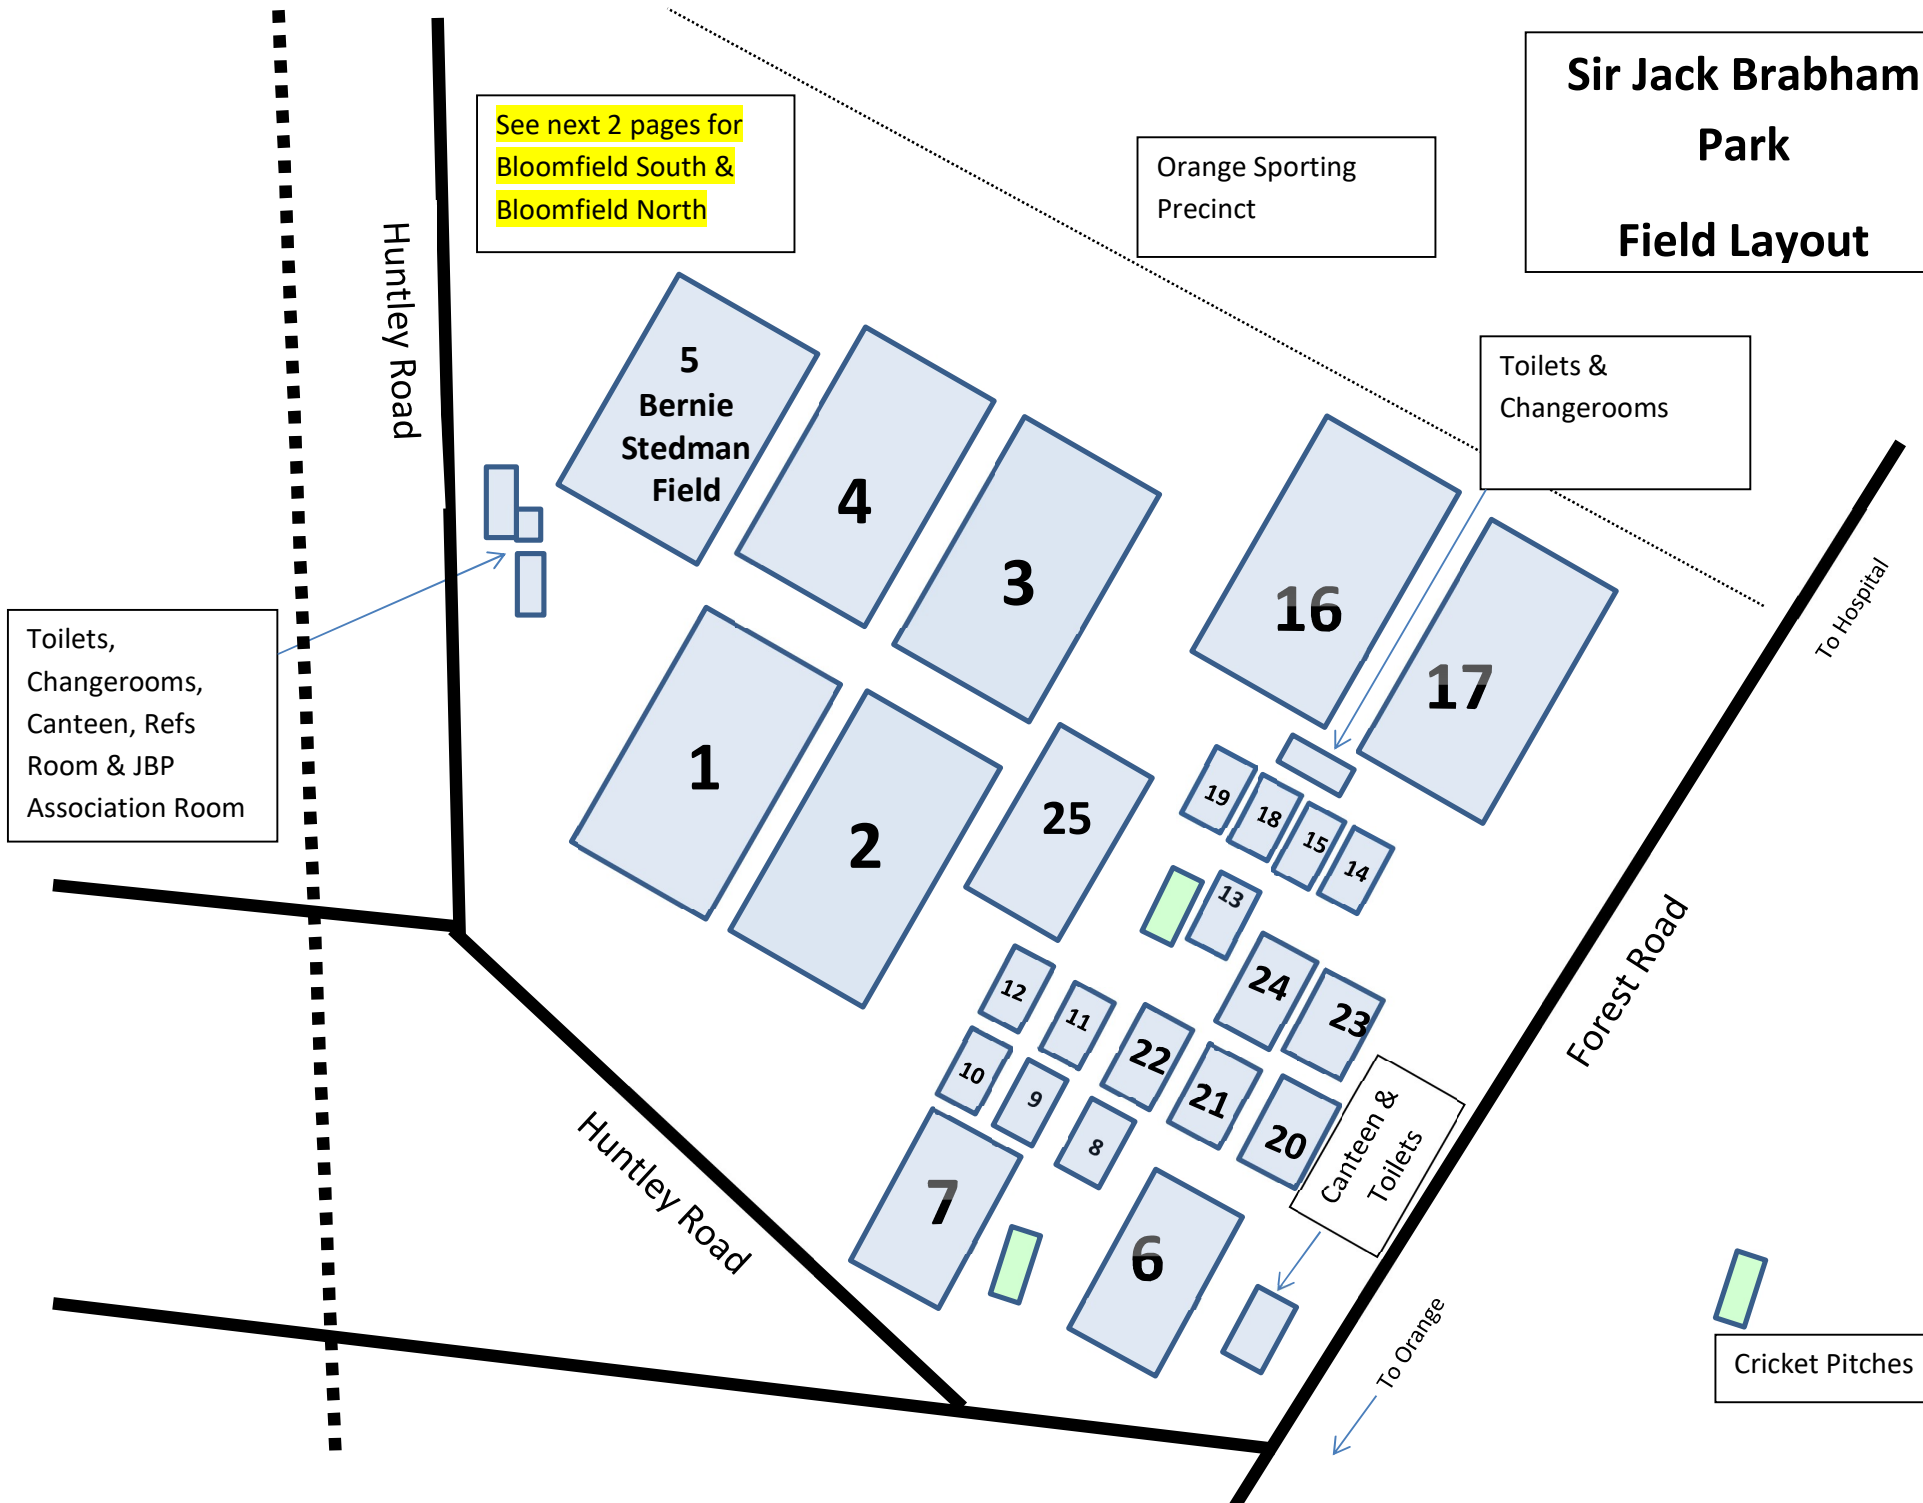 Sir Jack Brabham
Park
Field Layout
See next 2 pages for
Bloomfield South &
Bloomfield North
Orange Sporting
Precinct
Toilets &
Changerooms
Huntley Road
5
Bernie
Stedman
Field
4
3
16
17
To Hospital
Toilets,
Changerooms,
Canteen, Refs
Room & JBP
Association Room
1
2
25
19
18
15
14
13
24
23
12
11
22
21
20
10
9
8
7
6
Forest Road
Canteen &
Toilets
Huntley Road
To Orange
Cricket Pitches